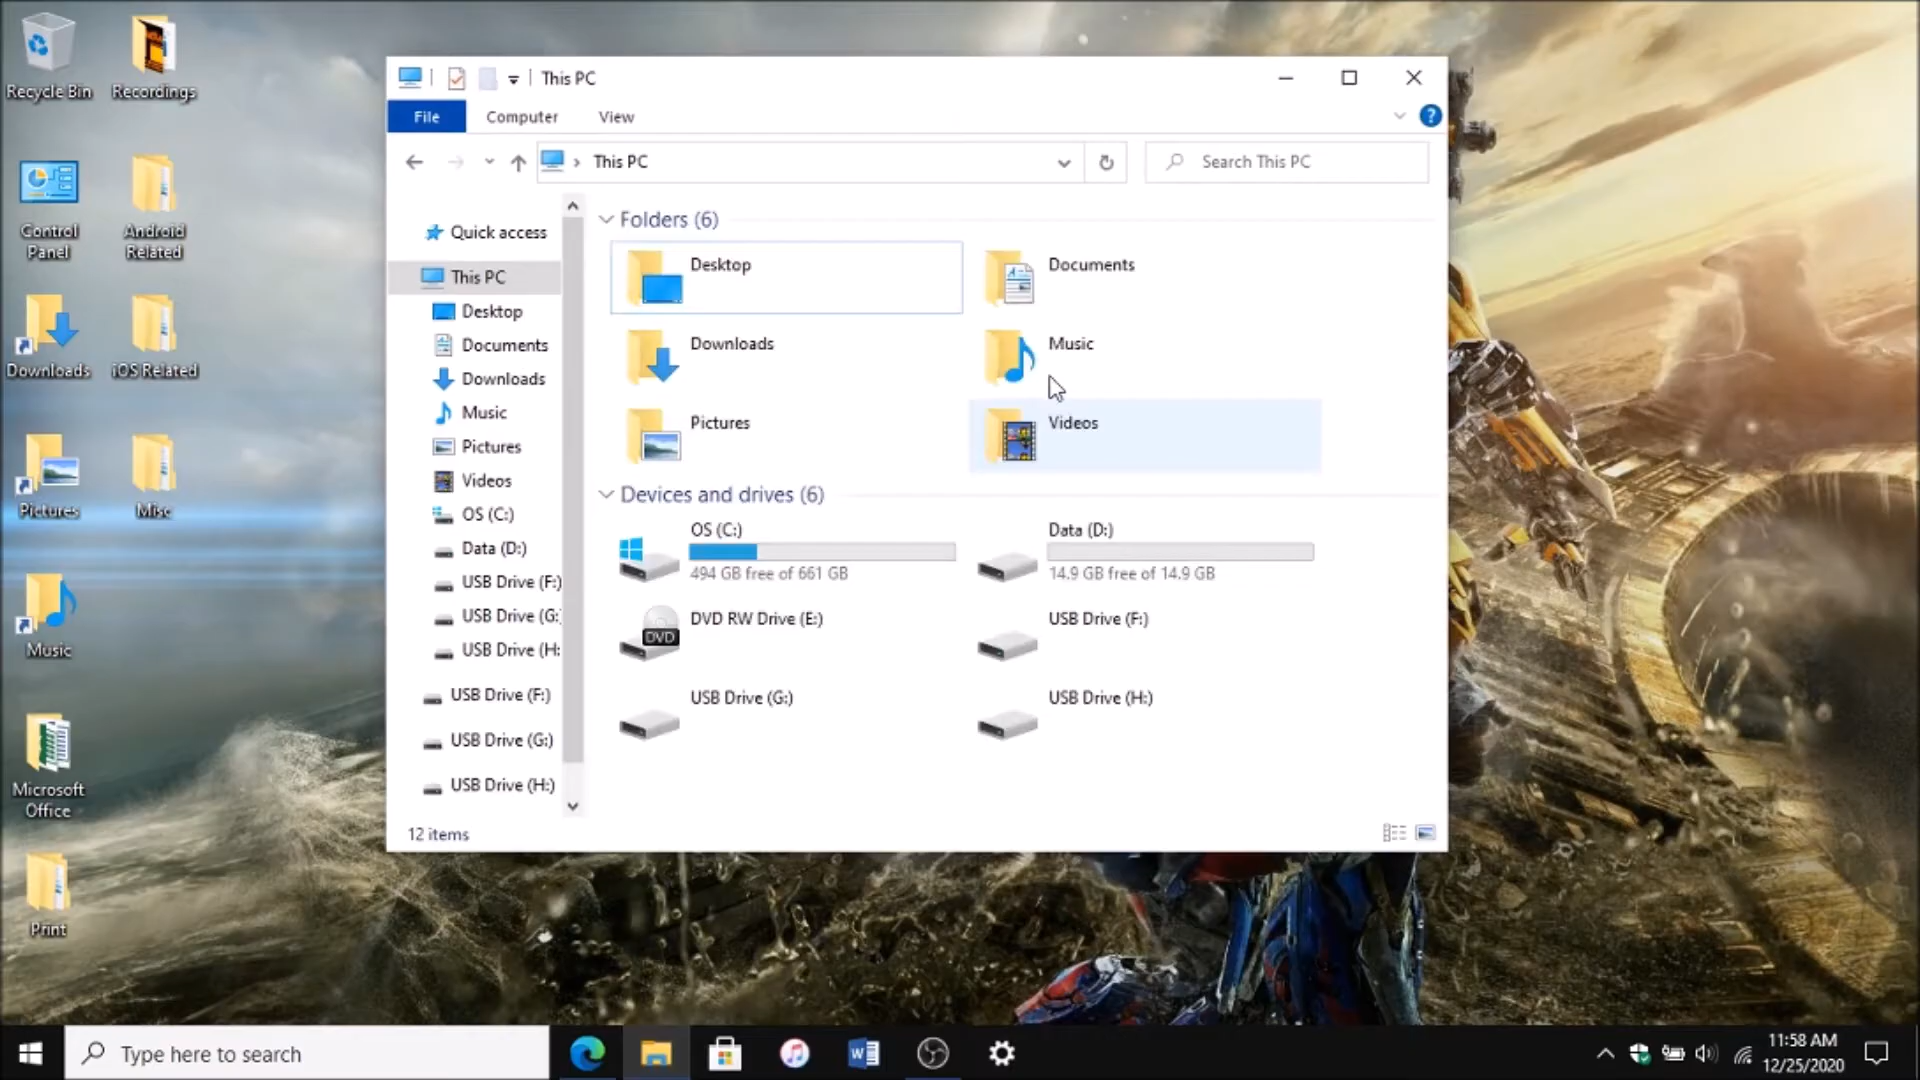 Recycle Bin
Recordings
Control
Panel
Android
Related
Downloads
iOS Related
Pictures
Misc
Music
Microsoft
Office
Print
This PC
File
Computer
View
?
This PC
Search This PC
Quick access
This PC
Desktop
Documents
Downloads
Music
Pictures
Videos
OS (C:)
Data (D:)
USB Drive (F:)
USB Drive (G:
USB Drive (H:
USB Drive (F:)
USB Drive (G:)
USB Drive (H:)
Folders (6)
Desktop
Documents
Downloads
Music
Pictures
Videos
Devices and drives (6)
OS (C:)
494 GB free of 661 GB
Data (D:)
14.9 GB free of 14.9 GB
DVD
DVD RW Drive (E:)
USB Drive (F:)
USB Drive (G:)
USB Drive (H:)
12 items
Type here to search
W
11:58 AM
12/25/2020